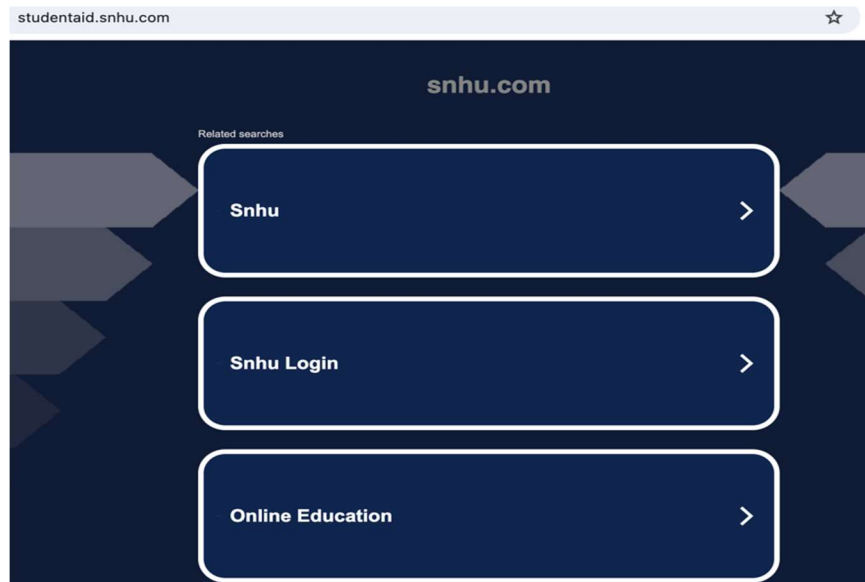 studentaid.snhu.com
snhu.com
Related searches
Snhu
Snhu Login
Online Education